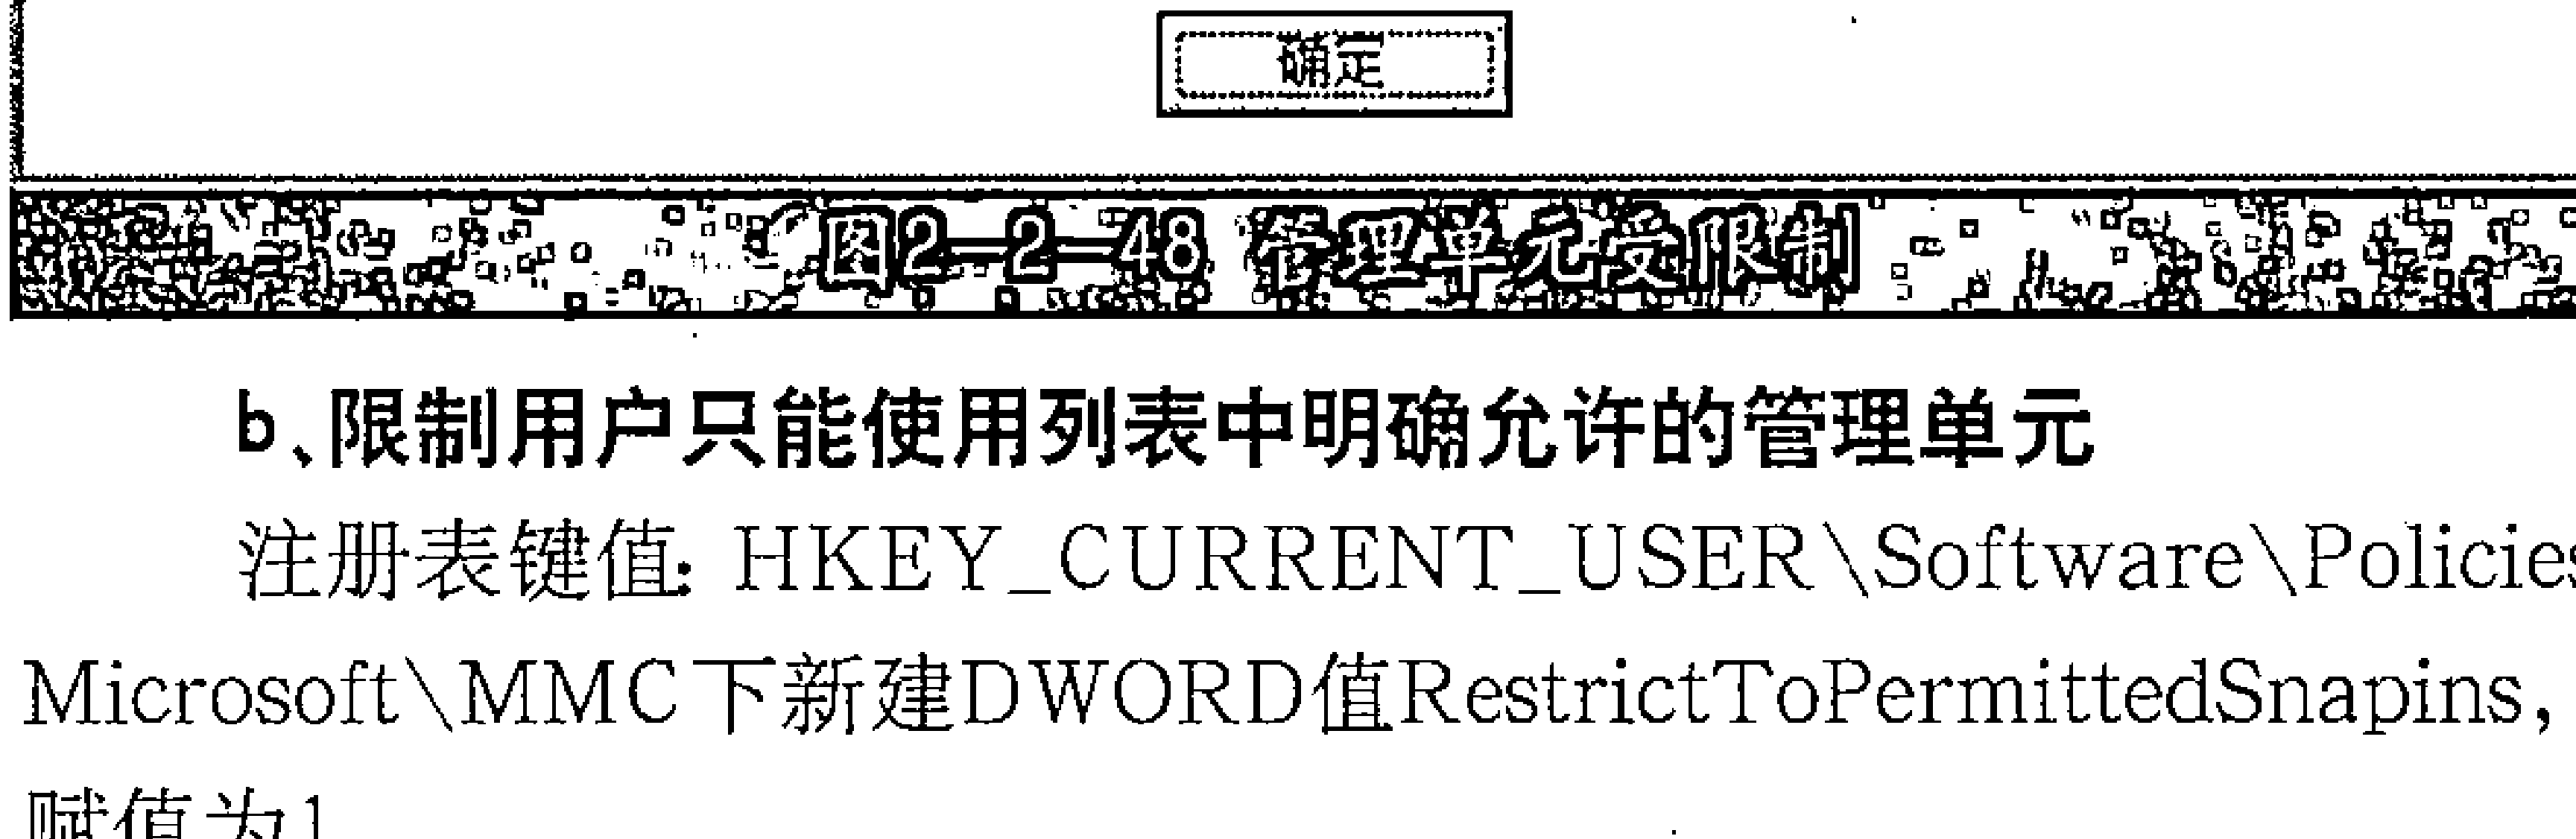 确定
图2—2—48 管理单元受限制
b、限制用户只能使用列表中明确允许的管理单元
注册表键值: HKEY_CURRENT_USER\Software\Policies
Microsoft\MMC下新建DWORD值RestrictToPermittedSnapins,
赋值为1